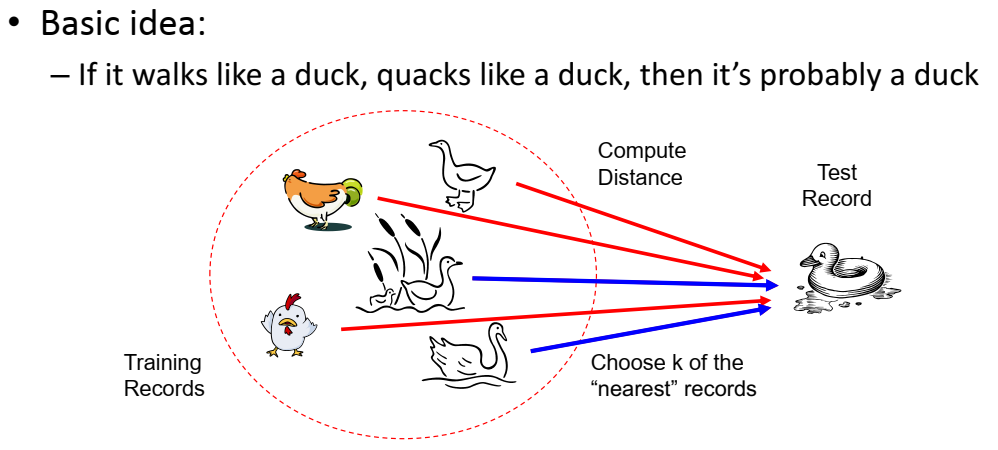 • Basic idea:
– If it walks like a duck, quacks like a duck, then it’s probably a duck
Compute
Distance
Test
Record
Training
Records
Choose k of the
“nearest” records